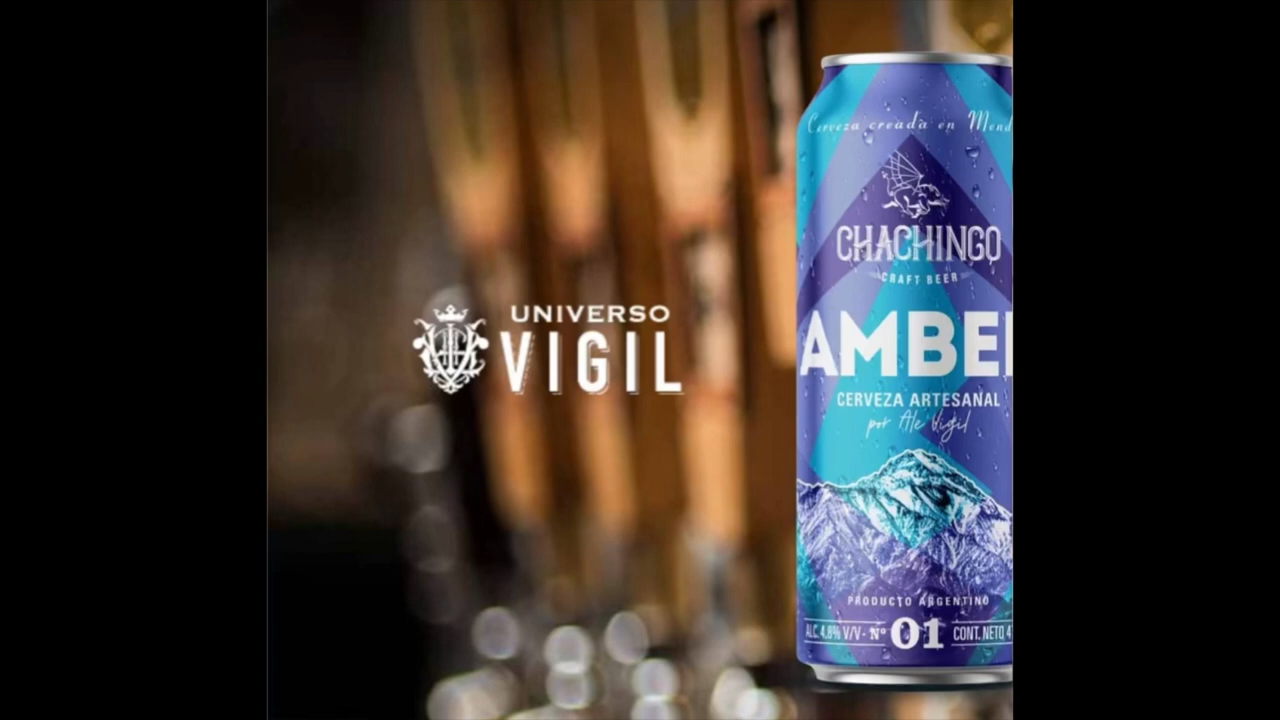 UNIVERSO
VIGIL
Cerveza creada en Mend
CHACHINGO
CRAFT BEER
AMBE
CERVEZA ARTESANAL
por Ale Vigil
PRODUCTO ARGENTINO
ALC. 4,8% V/V - Nº 01 CONT. NETO 4